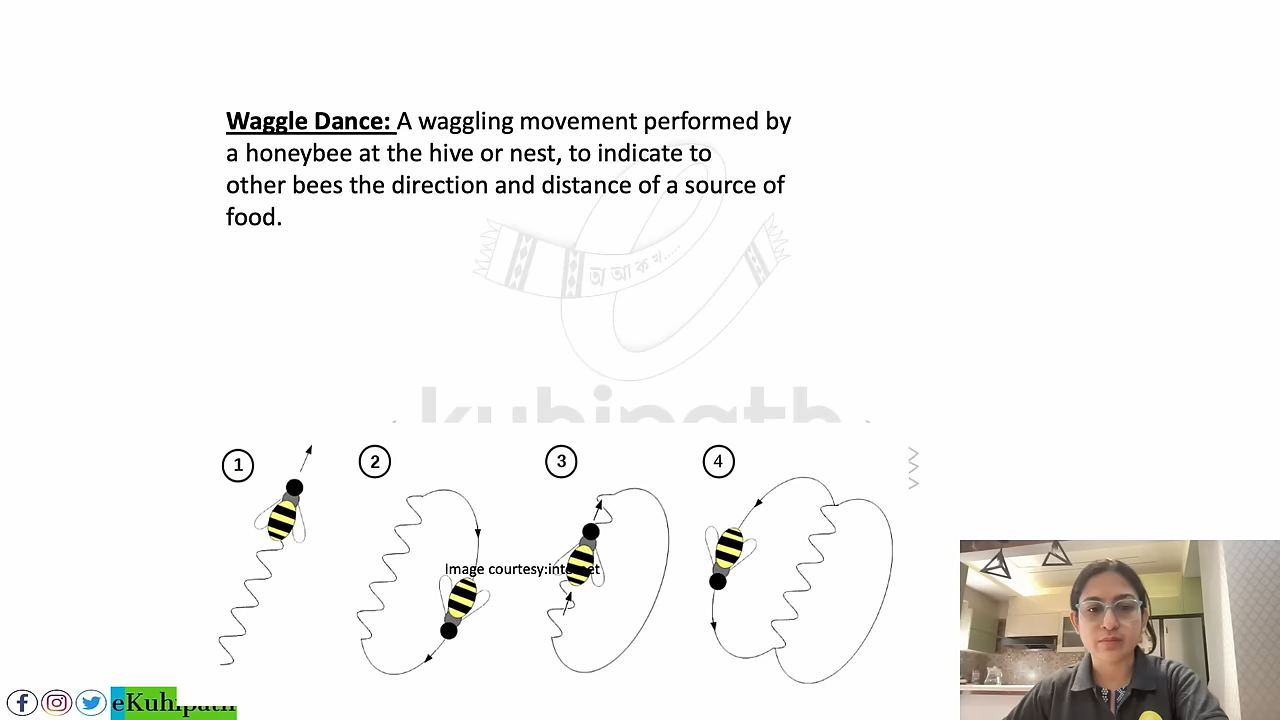 Waggle Dance: A waggling movement performed by
a honeybee at the hive or nest, to indicate to
other bees the direction and distance of a source of
food.
অ আ ক খ.....
kuhipath
1
2
3
4
Image courtesy:internet
eKuhipath